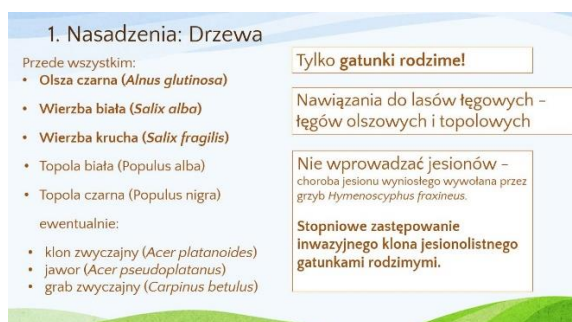 1. Nasadzenia: Drzewa
Przede wszystkim:
• Olsza czarna (Alnus glutinosa)
• Wierzba biała (Salix alba)
• Wierzba krucha (Salix fragilis)
• Topola biała (Populus alba)
• Topola czarna (Populus nigra)
ewentualnie:
• klon zwyczajny (Acer platanoides)
• jawor (Acer pseudoplatanus)
• grab zwyczajny (Carpinus betulus)
Tylko gatunki rodzime!
Nawiązania do lasów łęgowych –
łęgów olszowych i topolowych
Nie wprowadzać jesionów –
choroba jesionu wyniosłego wywołana przez
grzyb Hymenoscyphus fraxineus.
Stopniowe zastępowanie
inwazyjnego klona jesionolistnego
gatunkami rodzimymi.